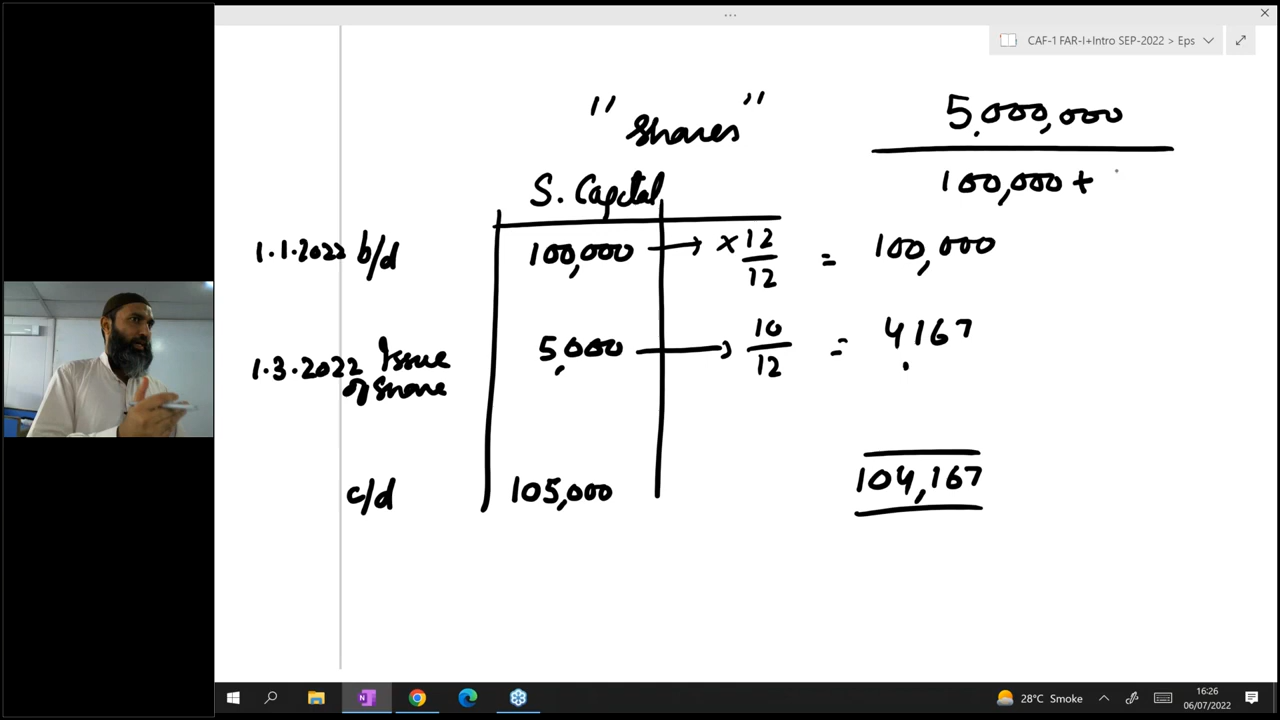 CAF-1 FAR-I+Intro SEP-2022 > Eps
"Shares"
5,000,000
100,000 +
S. Capital
1.1.2022 b/d 100,000 → × 12/12 = 100,000
1.3.2022 Issue of Share 5,000 → 10/12 = 4167
c/d 105,000 104,167
28°C Smoke
16:26
06/07/2022